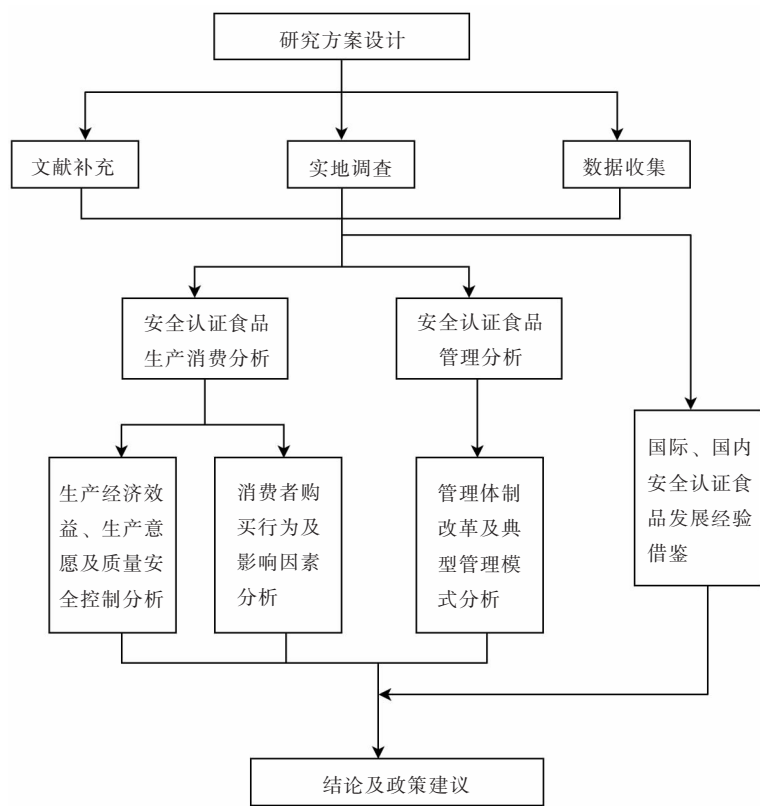 研究方案设计
文献补充
实地调查
数据收集
安全认证食品
生产消费分析
安全认证食品
管理分析
生产经济效
益、生产意
愿及质量安
全控制分析
消费者购
买行为及
影响因素
分析
管理体制
改革及典
型管理模
式分析
国际、国内
安全认证食
品发展经验
借鉴
结论及政策建议